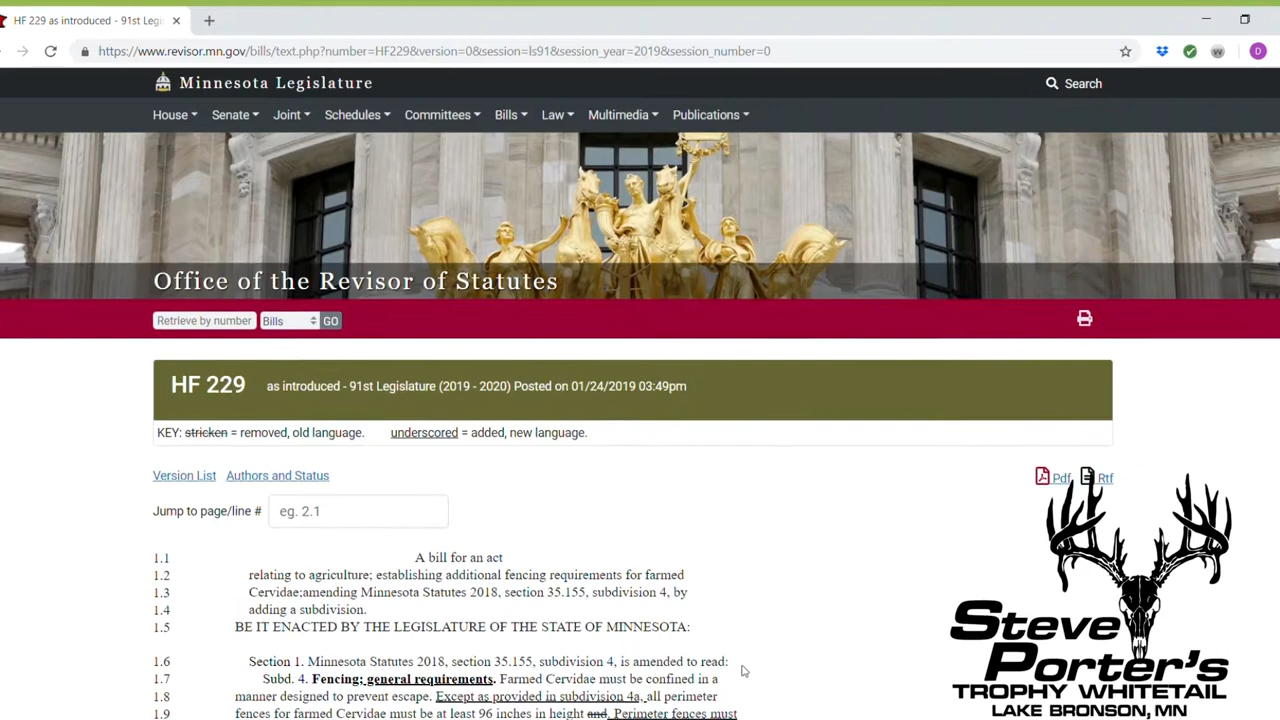 HF 229 as introduced - 91st Legi
https://www.revisor.mn.gov/bills/text.php?number=HF229&version=0&session=ls91&session_year=2019&session_number=0
W
D
Minnesota Legislature
Search
House Senate Joint Schedules Committees Bills Law Multimedia Publications
Office of the Revisor of Statutes
Retrieve by number Bills GO
HF 229 as introduced - 91st Legislature (2019 - 2020) Posted on 01/24/2019 03:49pm
KEY: stricken = removed, old language. underscored = added, new language.
Version List Authors and Status Pdf Rtf
Jump to page/line # eg. 2.1
1.1 A bill for an act
1.2 relating to agriculture; establishing additional fencing requirements for farmed
1.3 Cervidae;amending Minnesota Statutes 2018, section 35.155, subdivision 4, by
1.4 adding a subdivision.
1.5 BE IT ENACTED BY THE LEGISLATURE OF THE STATE OF MINNESOTA:
1.6 Section 1. Minnesota Statutes 2018, section 35.155, subdivision 4, is amended to read:
1.7 Subd. 4. Fencing; general requirements. Farmed Cervidae must be confined in a
1.8 manner designed to prevent escape. Except as provided in subdivision 4a, all perimeter
1.9 fences for farmed Cervidae must be at least 96 inches in height and. Perimeter fences must
Steve
Porter's
TROPHY WHITETAIL
LAKE BRONSON, MN